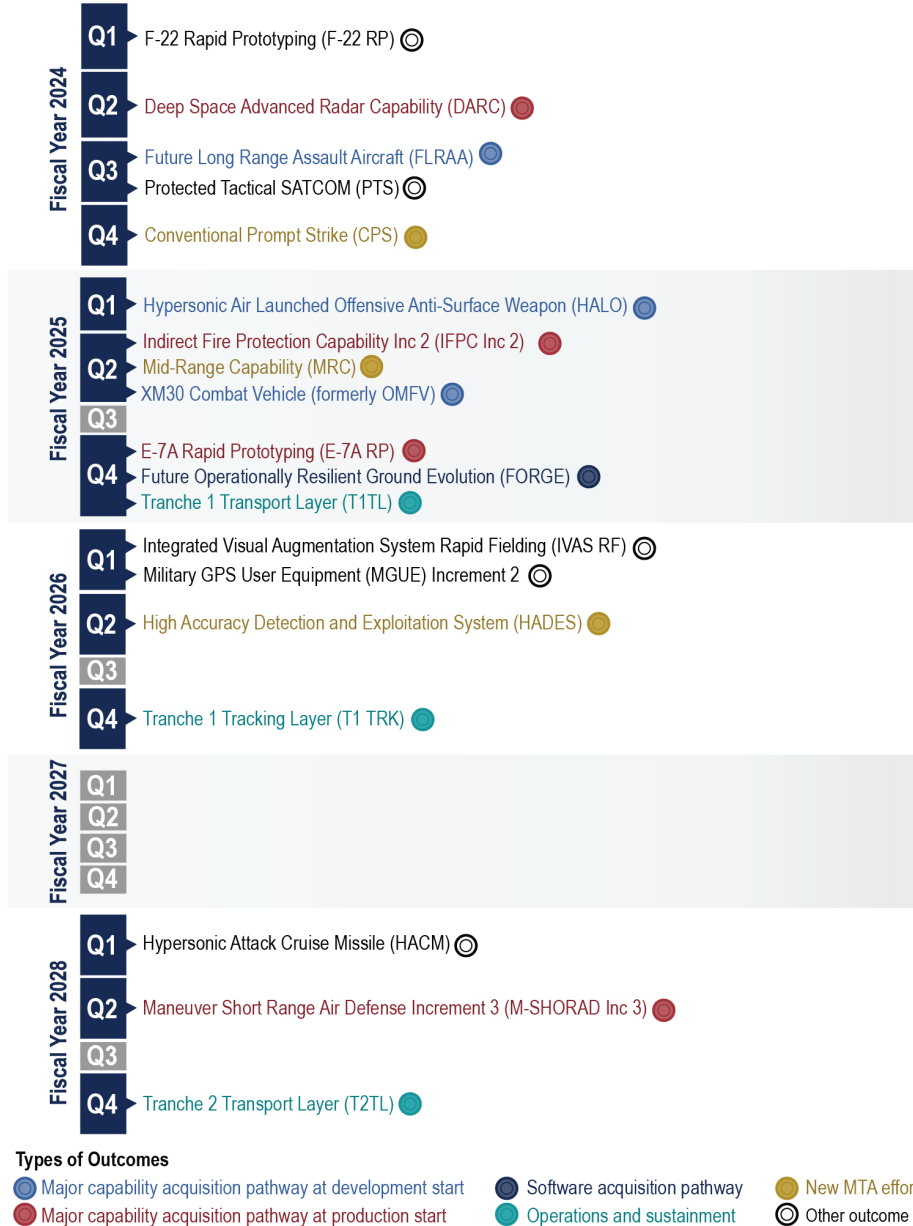 Fiscal Year 2024
Q1
F-22 Rapid Prototyping (F-22 RP)
Q2
Deep Space Advanced Radar Capability (DARC)
Q3
Future Long Range Assault Aircraft (FLRAA)
Protected Tactical SATCOM (PTS)
Q4
Conventional Prompt Strike (CPS)
Fiscal Year 2025
Q1
Hypersonic Air Launched Offensive Anti-Surface Weapon (HALO)
Q2
Indirect Fire Protection Capability Inc 2 (IFPC Inc 2)
Mid-Range Capability (MRC)
XM30 Combat Vehicle (formerly OMFV)
Q3
Q4
E-7A Rapid Prototyping (E-7A RP)
Future Operationally Resilient Ground Evolution (FORGE)
Tranche 1 Transport Layer (T1TL)
Fiscal Year 2026
Q1
Integrated Visual Augmentation System Rapid Fielding (IVAS RF)
Military GPS User Equipment (MGUE) Increment 2
Q2
High Accuracy Detection and Exploitation System (HADES)
Q3
Q4
Tranche 1 Tracking Layer (T1 TRK)
Fiscal Year 2027
Q1
Q2
Q3
Q4
Fiscal Year 2028
Q1
Hypersonic Attack Cruise Missile (HACM)
Q2
Maneuver Short Range Air Defense Increment 3 (M-SHORAD Inc 3)
Q3
Q4
Tranche 2 Transport Layer (T2TL)
Types of Outcomes
Major capability acquisition pathway at development start
Software acquisition pathway
New MTA effor
Major capability acquisition pathway at production start
Operations and sustainment
Other outcome